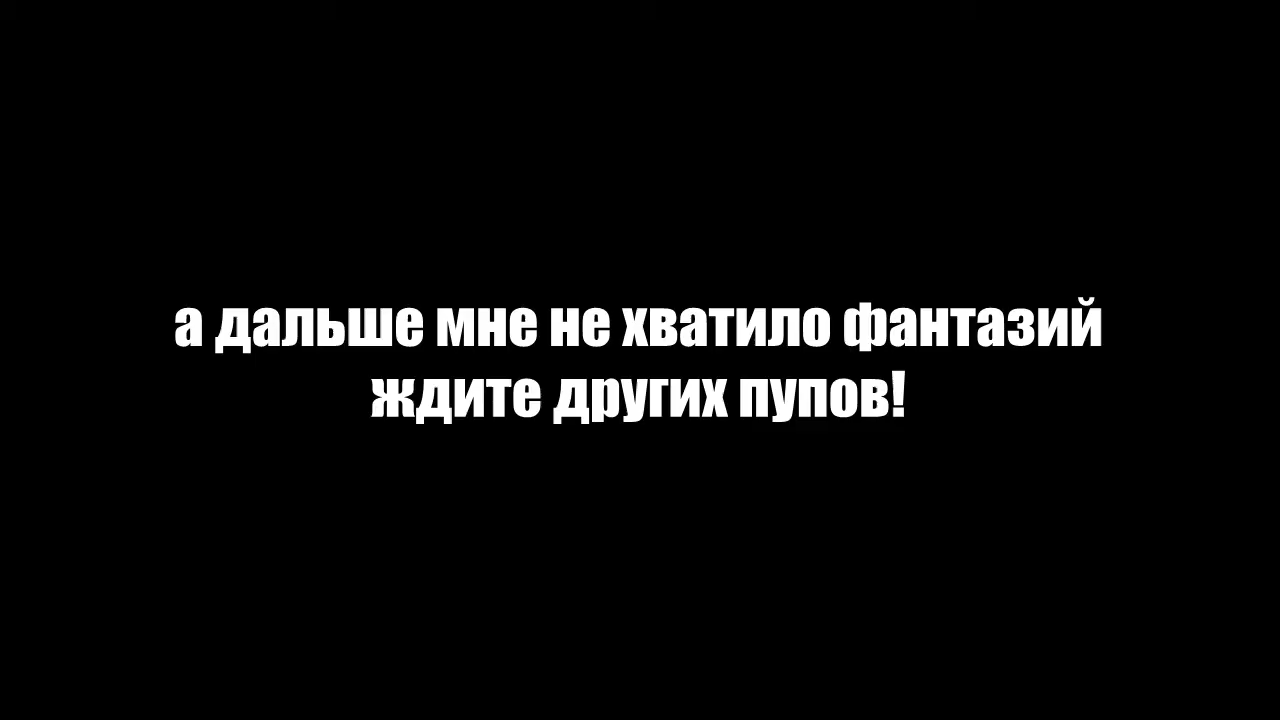 а дальше мне не хватило фантазий
ждите других пупов!